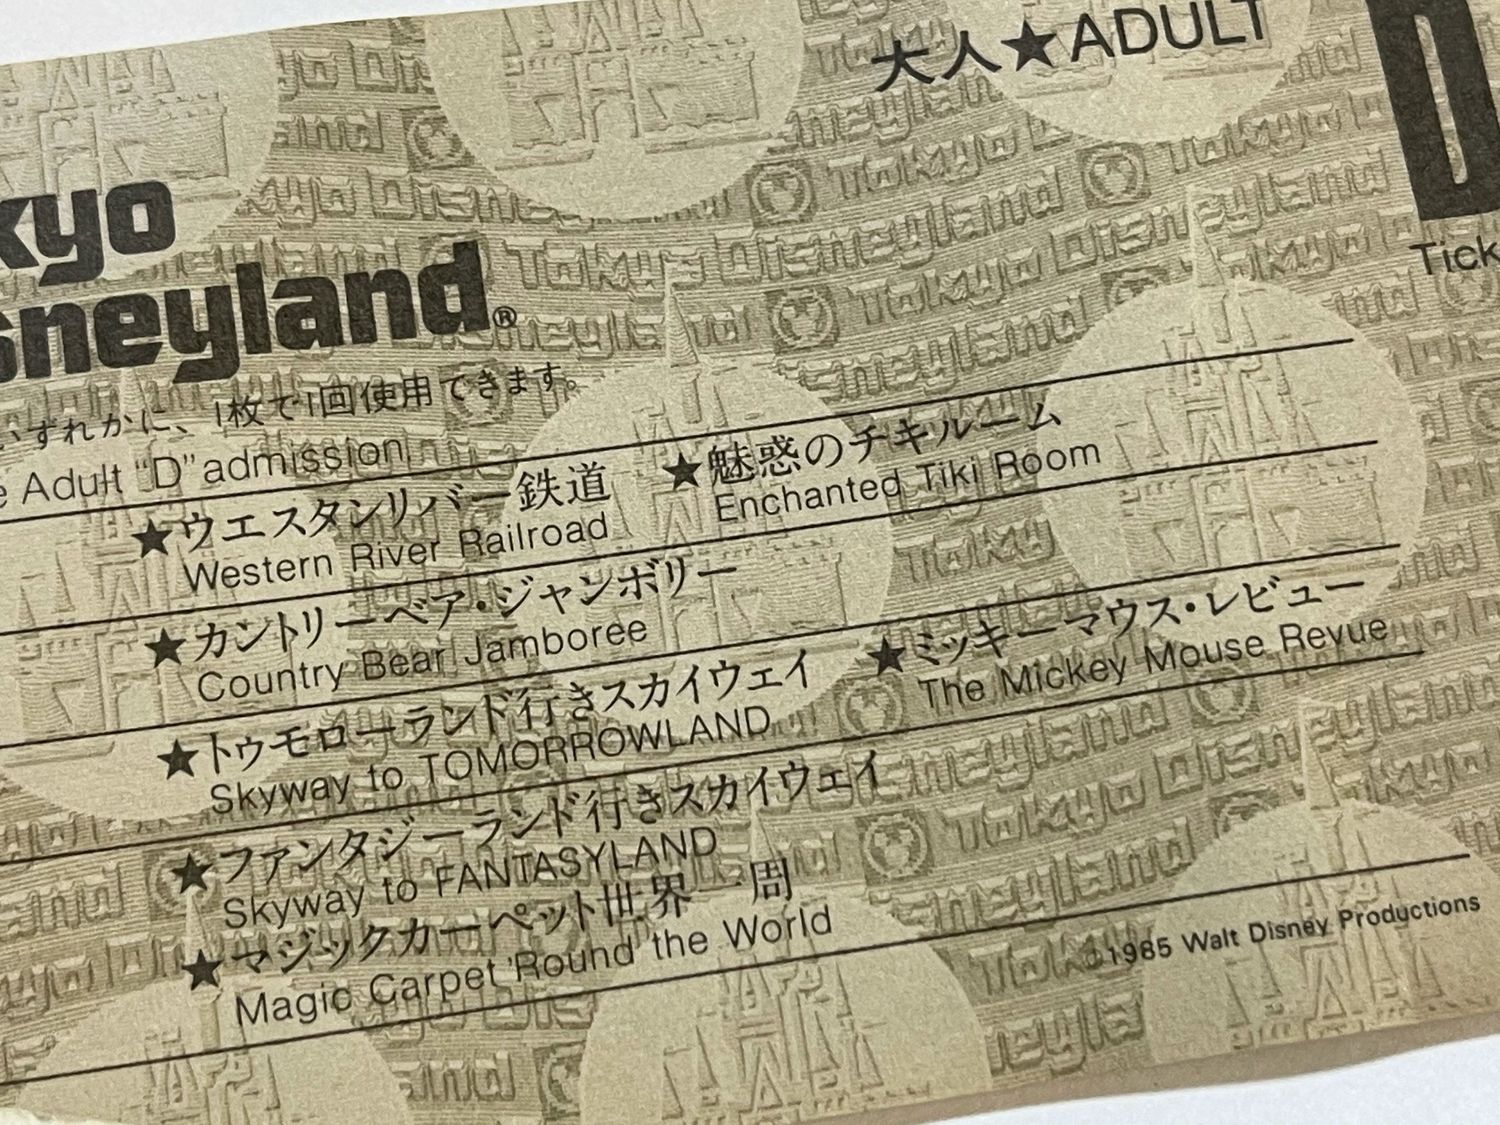 大人★ADULT
D
Tick
kyo
sneyland®
いずれかに、1枚で1回使用できます。
e Adult "D" admission
★ウエスタンリバー鉄道
Western River Railroad
★魅惑のチキルーム
Enchanted Tiki Room
★カントリーベア・ジャンボリー
Country Bear Jamboree
★トゥモローランド行きスカイウェイ
Skyway to TOMORROWLAND
★ミッキーマウス・レビュー
The Mickey Mouse Revue
★ファンタジーランド行きスカイウェイ
Skyway to FANTASYLAND
★マジックカーペット世界一周
Magic Carpet 'Round the World
©1985 Walt Disney Productions